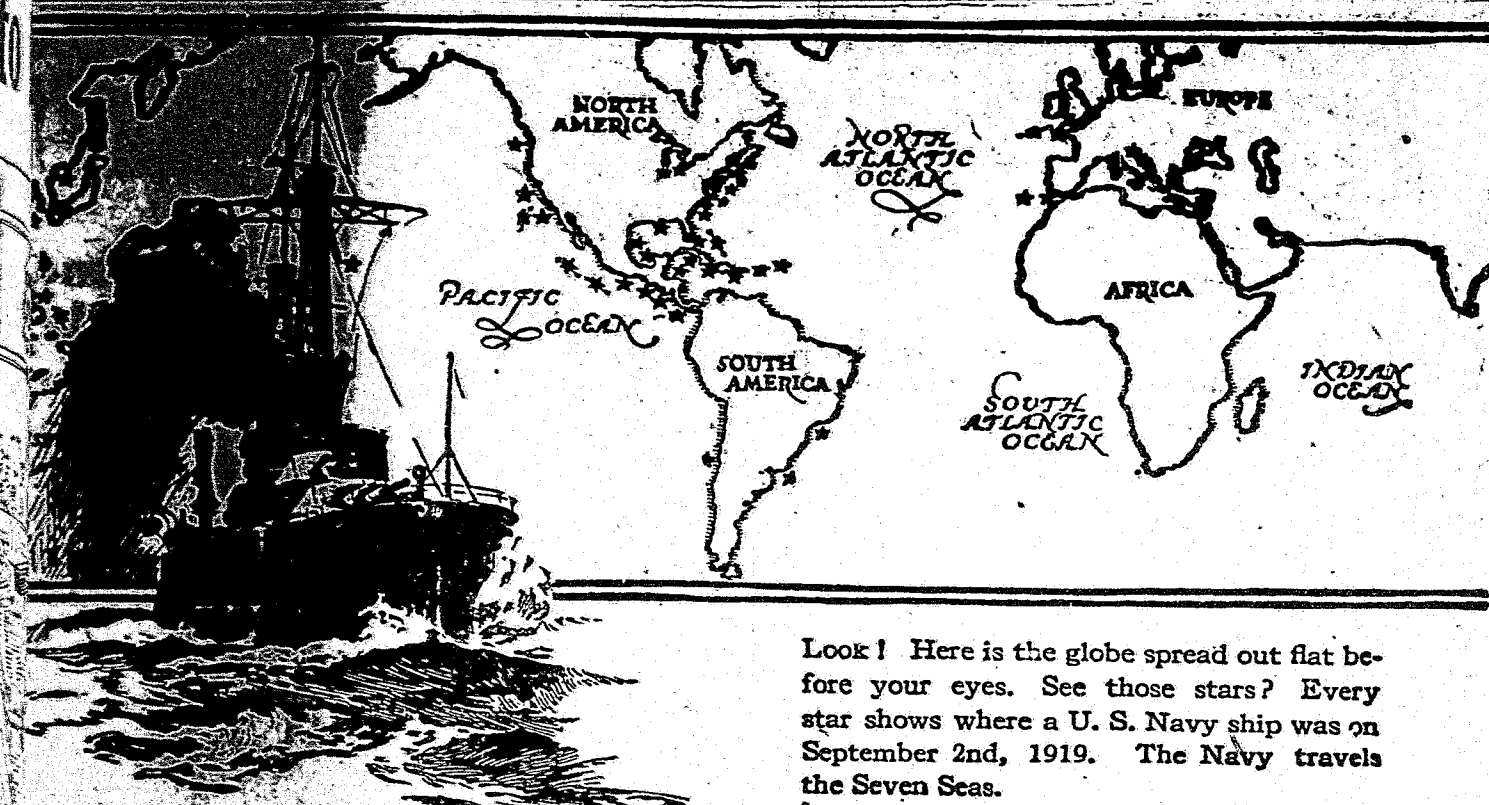 NORTH
AMERICA
EUROPE
NORTH
ATLANTIC
OCEAN
AFRICA
PACIFIC
OCEAN
SOUTH
AMERICA
INDIAN
OCEAN
SOUTH
ATLANTIC
OCEAN
Look! Here is the globe spread out flat be-
fore your eyes. See those stars? Every
star shows where a U. S. Navy ship was on
September 2nd, 1919. The Navy travels
the Seven Seas.